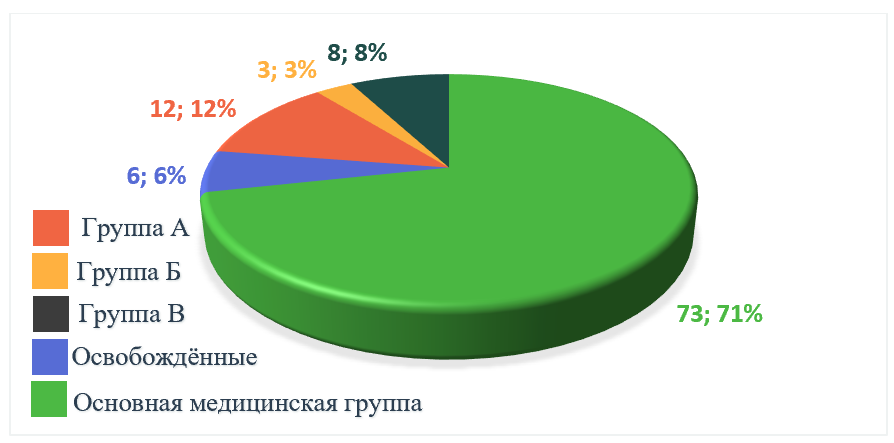 8; 8%
3; 3%
12; 12%
6; 6%
73; 71%
Группа А
Группа Б
Группа В
Освобождённые
Основная медицинская группа